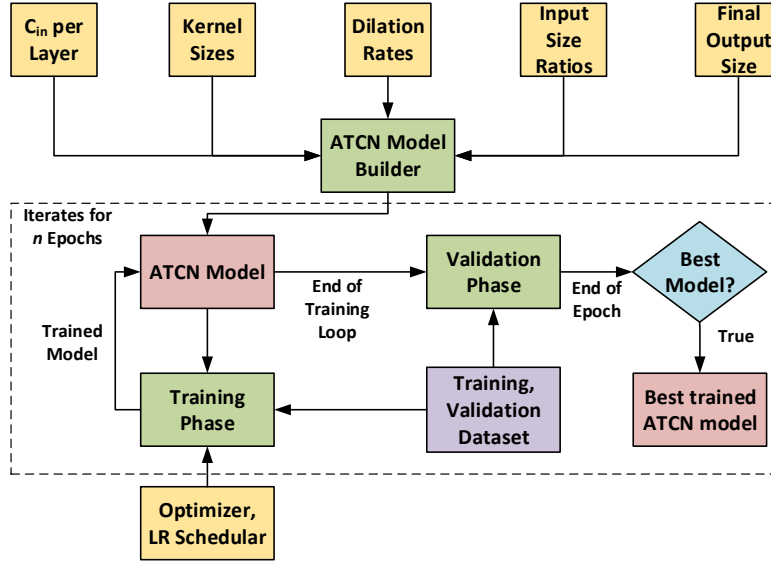 C_in per
Layer
Kernel
Sizes
Dilation
Rates
Input
Size
Ratios
Final
Output
Size
ATCN Model
Builder
Iterates for
n Epochs
ATCN Model
End of
Training
Loop
Validation
Phase
End of
Epoch
Best
Model?
Trained
Model
True
Training
Phase
Training,
Validation
Dataset
Best trained
ATCN model
Optimizer,
LR Schedular